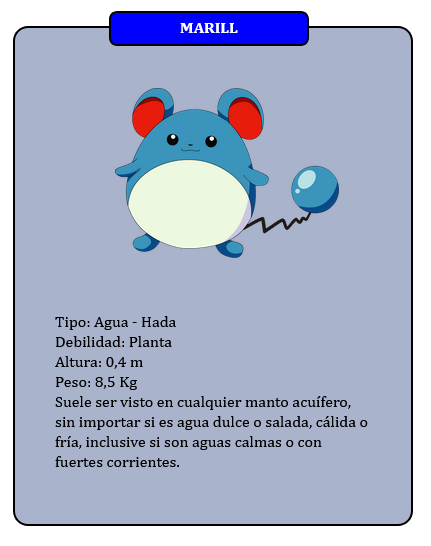 MARILL
Tipo: Agua - Hada
Debilidad: Planta
Altura: 0,4 m
Peso: 8,5 Kg
Suele ser visto en cualquier manto acuífero,
sin importar si es agua dulce o salada, cálida o
fría, inclusive si son aguas calmas o con
fuertes corrientes.